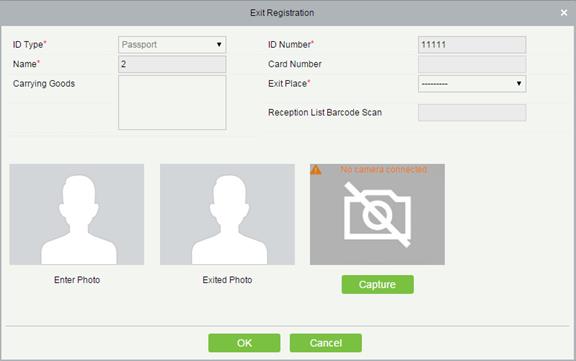 Exit Registration ×
ID Type* Passport ID Number* 11111
Name* 2 Card Number
Carrying Goods Exit Place* ---------
Reception List Barcode Scan
No camera connected
Enter Photo Exited Photo Capture
OK Cancel